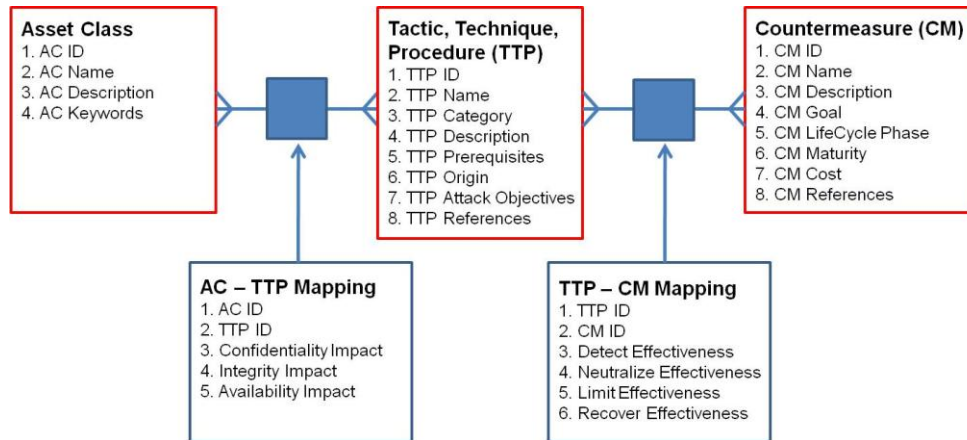 Asset Class
1. AC ID
2. AC Name
3. AC Description
4. AC Keywords
Tactic, Technique,
Procedure (TTP)
1. TTP ID
2. TTP Name
3. TTP Category
4. TTP Description
5. TTP Prerequisites
6. TTP Origin
7. TTP Attack Objectives
8. TTP References
Countermeasure (CM)
1. CM ID
2. CM Name
3. CM Description
4. CM Goal
5. CM LifeCycle Phase
6. CM Maturity
7. CM Cost
8. CM References
AC – TTP Mapping
1. AC ID
2. TTP ID
3. Confidentiality Impact
4. Integrity Impact
5. Availability Impact
TTP – CM Mapping
1. TTP ID
2. CM ID
3. Detect Effectiveness
4. Neutralize Effectiveness
5. Limit Effectiveness
6. Recover Effectiveness